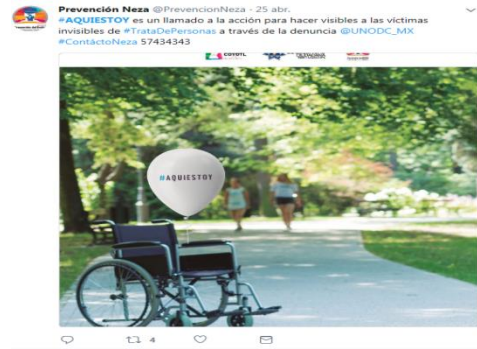 Prevención Neza @PrevencionNeza · 25 abr.
#AQUIESTOY es un llamado a la acción para hacer visibles a las víctimas
invisibles de #TrataDePersonas a través de la denuncia @UNODC_MX
#ContáctoNeza 57434343
COYOTL
#AQUIESTOY
4